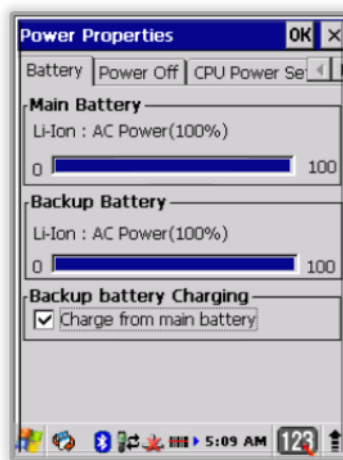 Power Properties OK ×
Battery Power Off CPU Power Se
Main Battery
Li-Ion : AC Power(100%)
0 100
Backup Battery
Li-Ion : AC Power(100%)
0 100
Backup battery Charging
Charge from main battery
5:09 AM 123